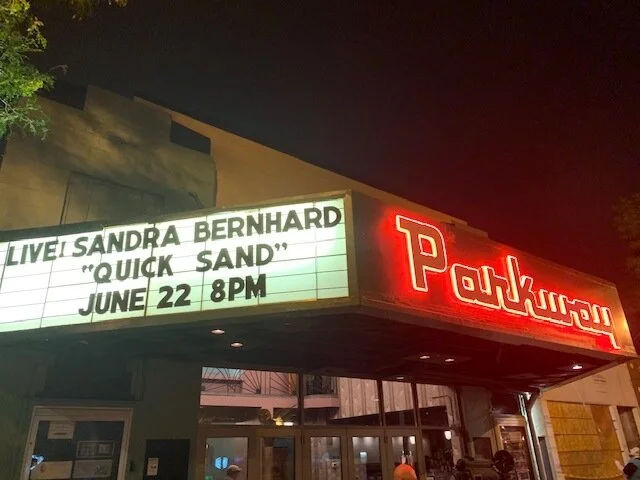 LIVE! SANDRA BERNHARD
"QUICK SAND"
JUNE 22 8PM
Parkway